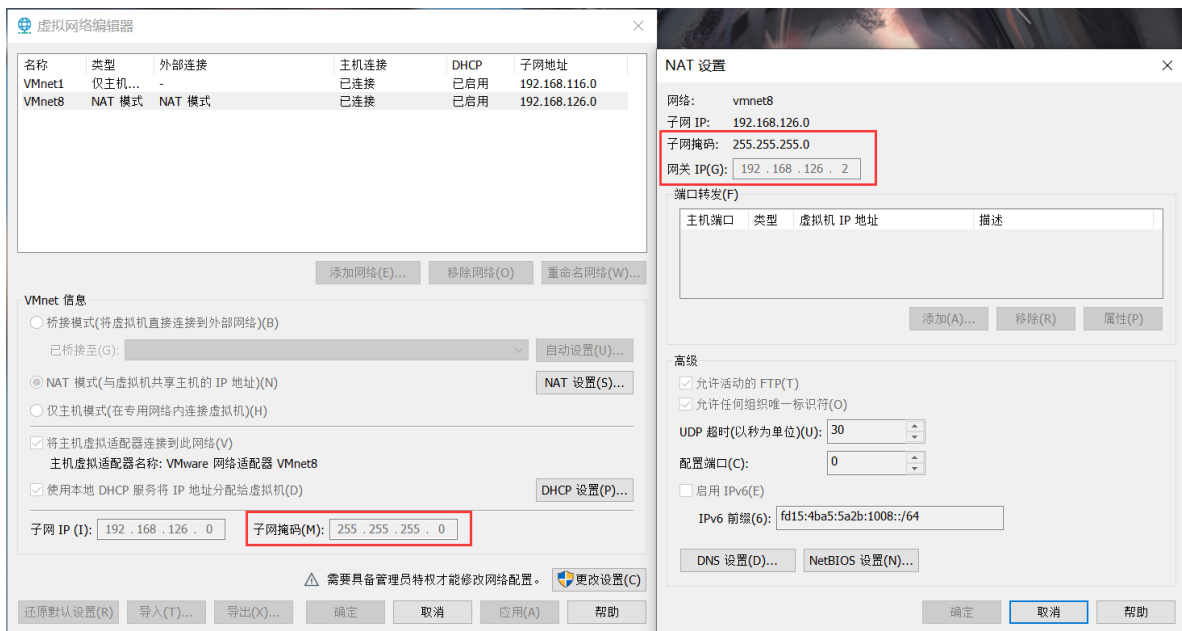 虚拟网络编辑器
名称 类型 外部连接 主机连接 DHCP 子网地址
VMnet1 仅主机... - 已连接 已启用 192.168.116.0
VMnet8 NAT 模式 NAT 模式 已连接 已启用 192.168.126.0
添加网络(E)... 移除网络(O) 重命名网络(W)...
VMnet 信息
桥接模式(将虚拟机直接连接到外部网络)(B)
已桥接至(G): 自动设置(U)...
NAT 模式(与虚拟机共享主机的 IP 地址)(N) NAT 设置(S)...
仅主机模式(在专用网络内连接虚拟机)(H)
将主机虚拟适配器连接到此网络(V)
主机虚拟适配器名称: VMware 网络适配器 VMnet8
使用本地 DHCP 服务将 IP 地址分配给虚拟机(D) DHCP 设置(P)...
子网 IP (I): 192 . 168 . 126 . 0 子网掩码(M): 255 . 255 . 255 . 0
需要具备管理员特权才能修改网络配置。 更改设置(C)
还原默认设置(R) 导入(T)... 导出(X)... 确定 取消 应用(A) 帮助
NAT 设置
网络: vmnet8
子网 IP: 192.168.126.0
子网掩码: 255.255.255.0
网关 IP(G): 192 . 168 . 126 . 2
端口转发(F)
主机端口 类型 虚拟机 IP 地址 描述
添加(A)... 移除(R) 属性(P)
高级
允许活动的 FTP(T)
允许任何组织唯一标识符(O)
UDP 超时(以秒为单位)(U): 30
配置端口(C): 0
启用 IPv6(E)
IPv6 前缀(6): fd15:4ba5:5a2b:1008::/64
DNS 设置(D)... NetBIOS 设置(N)...
确定 取消 帮助